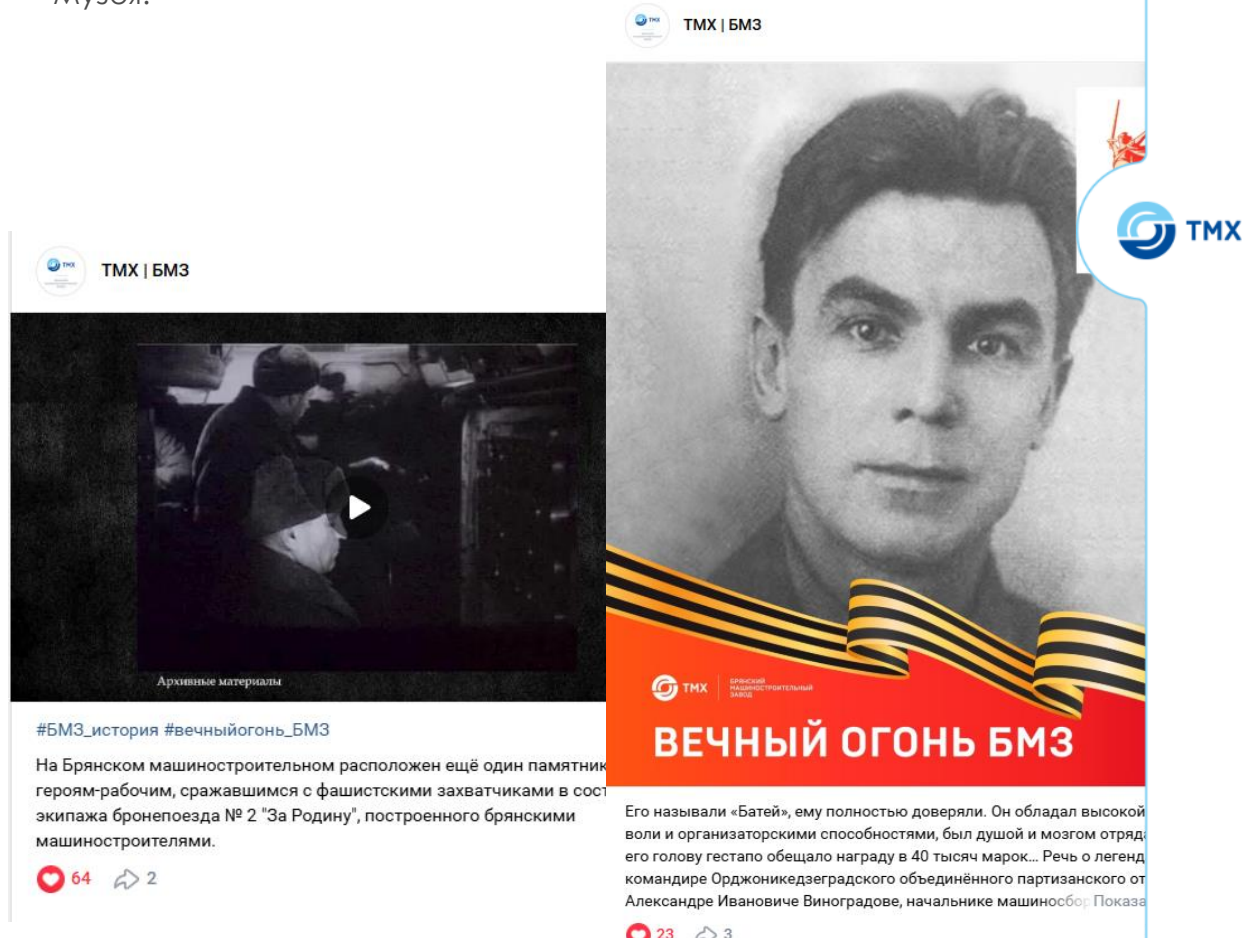 музея.
ТМХ | БМЗ
Архивные материалы
#БМЗ_история #вечныйогонь_БМЗ
На Брянском машиностроительном расположен ещё один памятник
героям-рабочим, сражавшимся с фашистскими захватчиками в сост
экипажа бронепоезда № 2 "За Родину", построенного брянскими
машиностроителями.
64 2
ТМХ | БМЗ
ТМХ
ТМХ БРЯНСКИЙ
МАШИНОСТРОИТЕЛЬНЫЙ
ЗАВОД
ВЕЧНЫЙ ОГОНЬ БМЗ
Его называли «Батей», ему полностью доверяли. Он обладал высокой
воли и организаторскими способностями, был душой и мозгом отряд
его голову гестапо обещало награду в 40 тысяч марок... Речь о леген
командире Орджоникедзеградского объединённого партизанского от
Александре Ивановиче Виноградове, начальнике машиносбор Показа
23 3